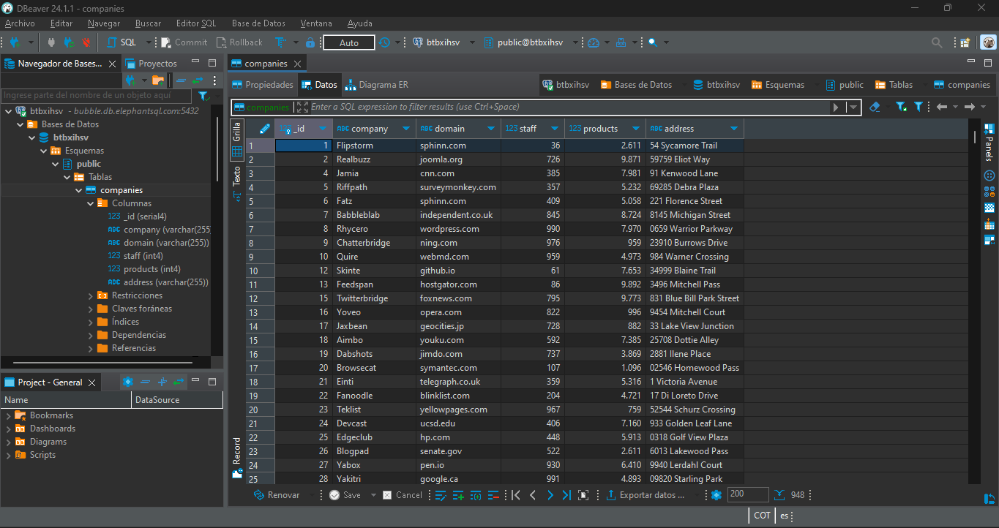 DBeaver 24.1.1 - companies
Archivo Editar Navegar Buscar Editor SQL Base de Datos Ventana Ayuda
SQL Commit Rollback Auto btbxihsv public@btbxihsv
Navegador de Bases... Proyectos
Ingrese parte del nombre de un objeto aquí
btbxihsv - bubble.db.elephantsql.com:5432
Bases de Datos
btbxihsv
Esquemas
public
Tablas
companies
Columnas
123 _id (serial4)
ABC company (varchar(255
ABC domain (varchar(255))
123 staff (int4)
123 products (int4)
ABC address (varchar(255))
Restricciones
Claves foráneas
Índices
Dependencias
Referencias
Project - General
Name DataSource
Bookmarks
Dashboards
Diagrams
Scripts
companies
Propiedades Datos Diagrama ER btbxihsv Bases de Datos btbxihsv Esquemas public Tablas companies
companies Enter a SQL expression to filter results (use Ctrl+Space)
Grilla
Texto
Record
123 _id ABC company ABC domain 123 staff 123 products ABC address
1 1 Flipstorm sphinn.com 36 2.611 54 Sycamore Trail
2 2 Realbuzz joomla.org 726 9.871 59759 Eliot Way
3 4 Jamia cnn.com 385 7.981 91 Kenwood Lane
4 5 Riffpath surveymonkey.com 357 5.232 69285 Debra Plaza
5 6 Fatz sphinn.com 409 5.058 221 Florence Street
6 7 Babbleblab independent.co.uk 845 8.724 8145 Michigan Street
7 8 Rhycero wordpress.com 990 7.970 0659 Warrior Parkway
8 9 Chatterbridge ning.com 976 959 23910 Burrows Drive
9 10 Quire webmd.com 959 4.973 984 Warner Crossing
10 12 Skinte github.io 61 7.653 34999 Blaine Trail
11 13 Feedspan hostgator.com 86 9.892 3496 Mitchell Pass
12 15 Twitterbridge foxnews.com 795 9.773 831 Blue Bill Park Street
13 16 Yoveo opera.com 822 996 9454 Mitchell Court
14 17 Jaxbean geocities.jp 728 882 33 Lake View Junction
15 18 Aimbo youku.com 592 7.385 25708 Dottie Alley
16 19 Dabshots jimdo.com 737 3.869 2881 Ilene Place
17 20 Browsecat symantec.com 107 1.096 02546 Homewood Pass
18 21 Einti telegraph.co.uk 359 5.316 1 Victoria Avenue
19 22 Fanoodle blinklist.com 204 4.721 17 Di Loreto Drive
20 23 Teklist yellowpages.com 967 759 52544 Schurz Crossing
21 24 Devcast ucsd.edu 406 7.160 933 Golden Leaf Lane
22 25 Edgeclub hp.com 448 5.913 0318 Golf View Plaza
23 26 Blogpad senate.gov 522 2.611 6013 Lakewood Pass
24 27 Yabox pen.io 930 6.410 9940 Lerdahl Court
25 28 Yakitri google.ca 991 4.893 09820 Starling Park
Panels
Renovar Save Cancel Exportar datos ... 200 948
COT es